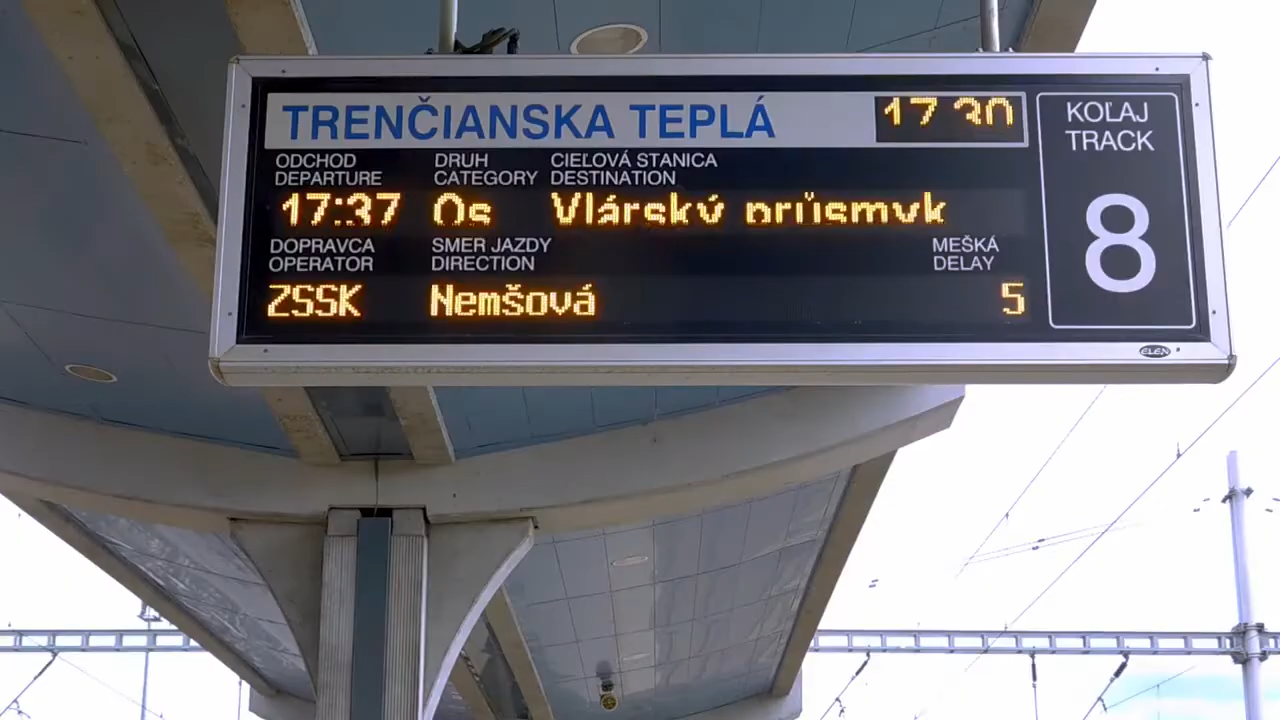 TRENČIANSKA TEPLÁ 17 30
KOĽAJ
TRACK
8
ODCHOD DRUH CIEĽOVÁ STANICA
DEPARTURE CATEGORY DESTINATION
17:37 Os Vlárský průsmyk
DOPRAVCA SMER JAZDY MEŠKÁ
OPERATOR DIRECTION DELAY
ZSSK Nemšová 5
ELEN